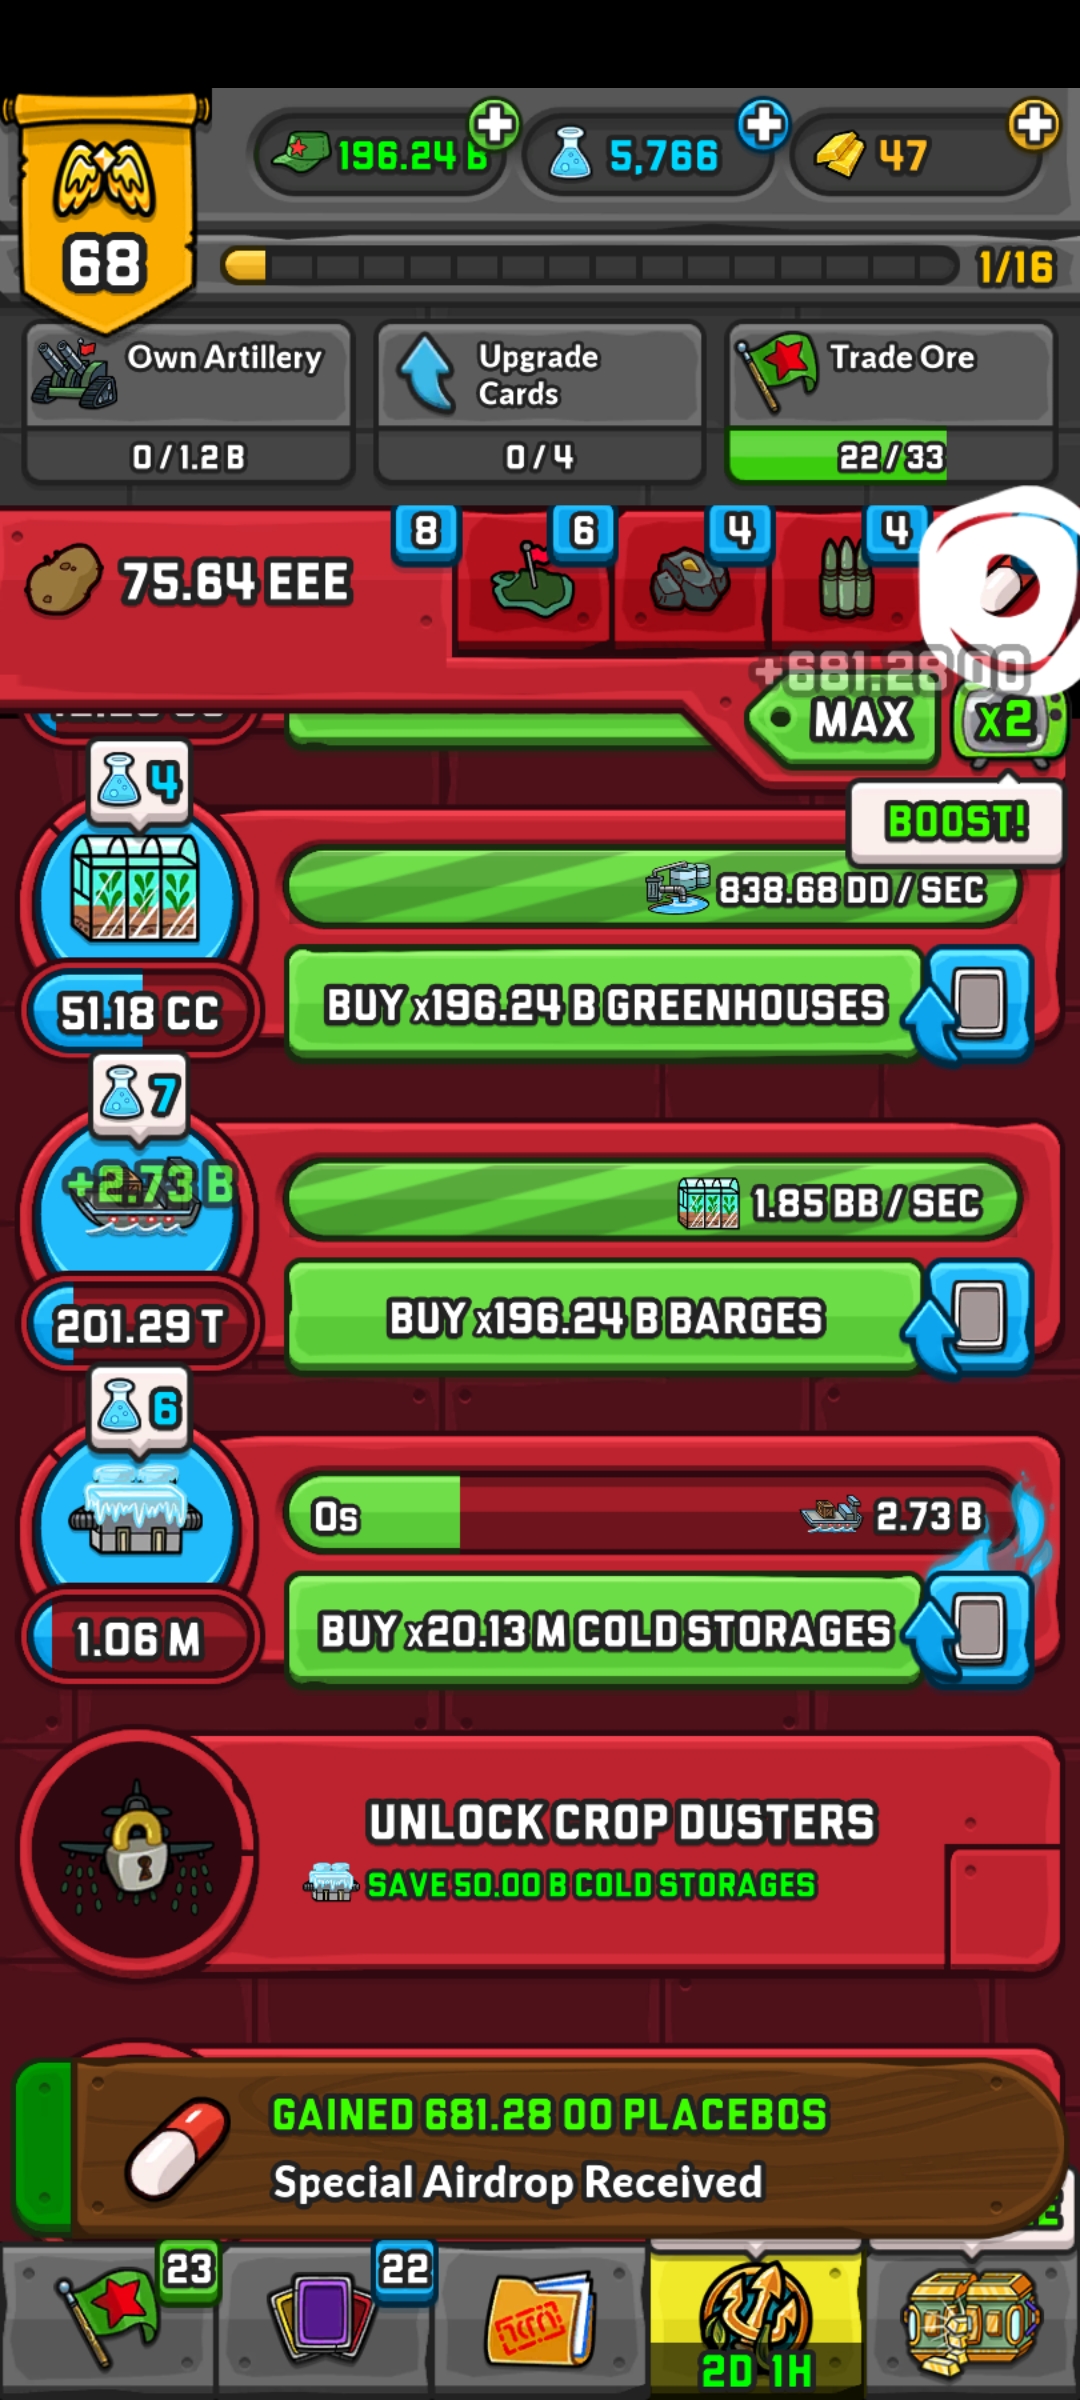 196.24 B
5,766
47
68
1/16
Own Artillery
Upgrade
Cards
Trade Ore
0/1.2 B
0/4
22/33
8
6
4
4
75.64 EEE
+681.28 OO
MAX
x2
BOOST!
4
838.68 DD/SEC
51.18 CC
BUY x196.24 B GREENHOUSES
7
+2.73 B
1.85 BB/SEC
201.29 T
BUY x196.24 B BARGES
6
0s
2.73 B
1.06 M
BUY x20.13 M COLD STORAGES
UNLOCK CROP DUSTERS
SAVE 50.00 B COLD STORAGES
GAINED 681.28 OO PLACEBOS
Special Airdrop Received
23
22
2D 1H